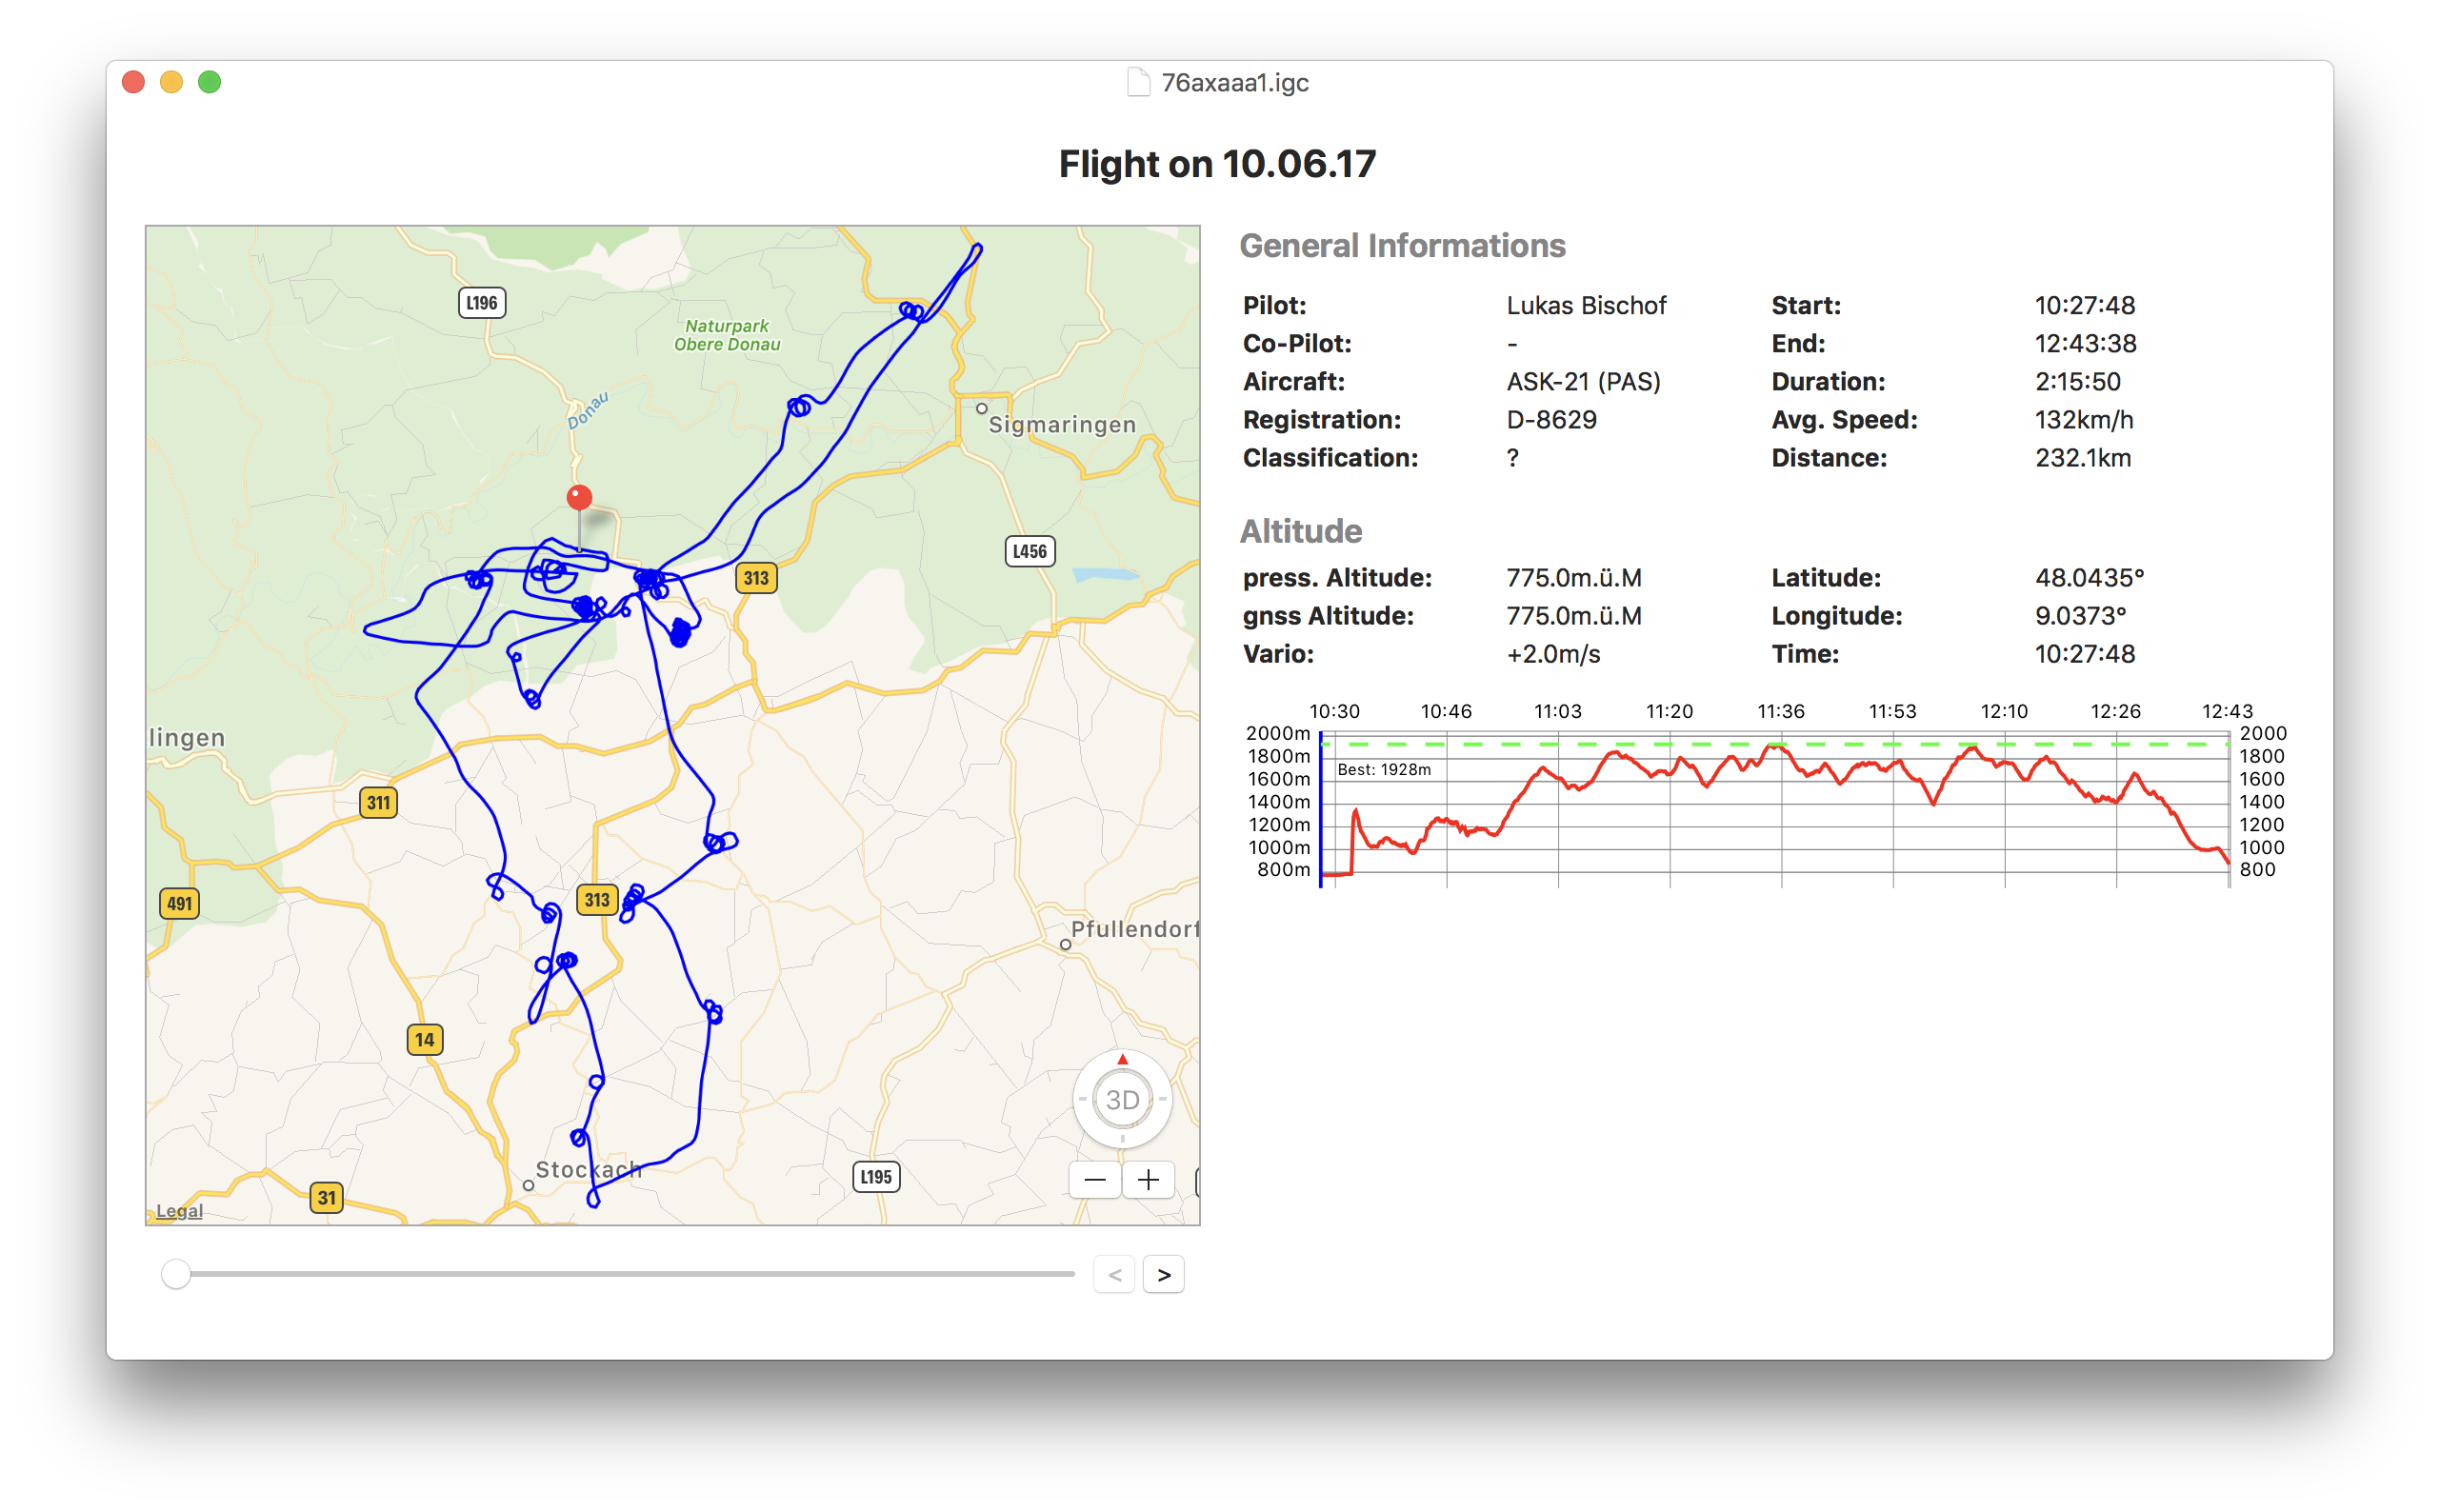 76axaaa1.igc
Flight on 10.06.17
L196
Naturpark
Obere Donau
Donau
Sigmaringen
L456
313
lingen
311
491
313
Pfullendorf
14
3D
Stockach
L195
31
Legal
− +
< >
General Informations
Pilot: Lukas Bischof Start: 10:27:48
Co-Pilot: - End: 12:43:38
Aircraft: ASK-21 (PAS) Duration: 2:15:50
Registration: D-8629 Avg. Speed: 132km/h
Classification: ? Distance: 232.1km
Altitude
press. Altitude: 775.0m.ü.M Latitude: 48.0435°
gnss Altitude: 775.0m.ü.M Longitude: 9.0373°
Vario: +2.0m/s Time: 10:27:48
10:30 10:46 11:03 11:20 11:36 11:53 12:10 12:26 12:43
2000m 2000
1800m 1800
Best: 1928m
1600m 1600
1400m 1400
1200m 1200
1000m 1000
800m 800